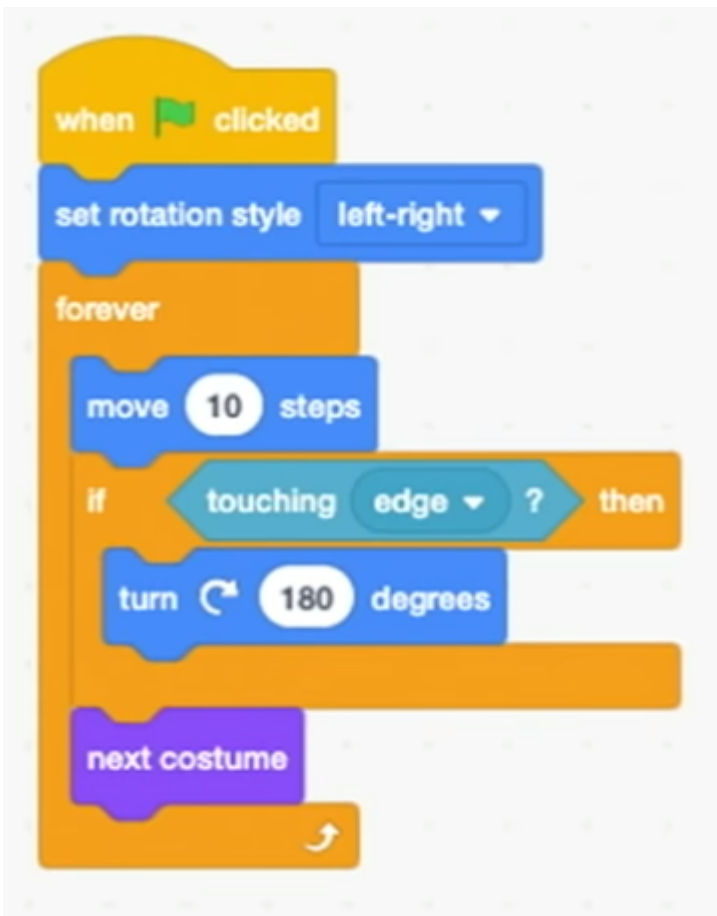 when clicked
set rotation style left-right
forever
move 10 steps
if touching edge ? then
turn 180 degrees
next costume